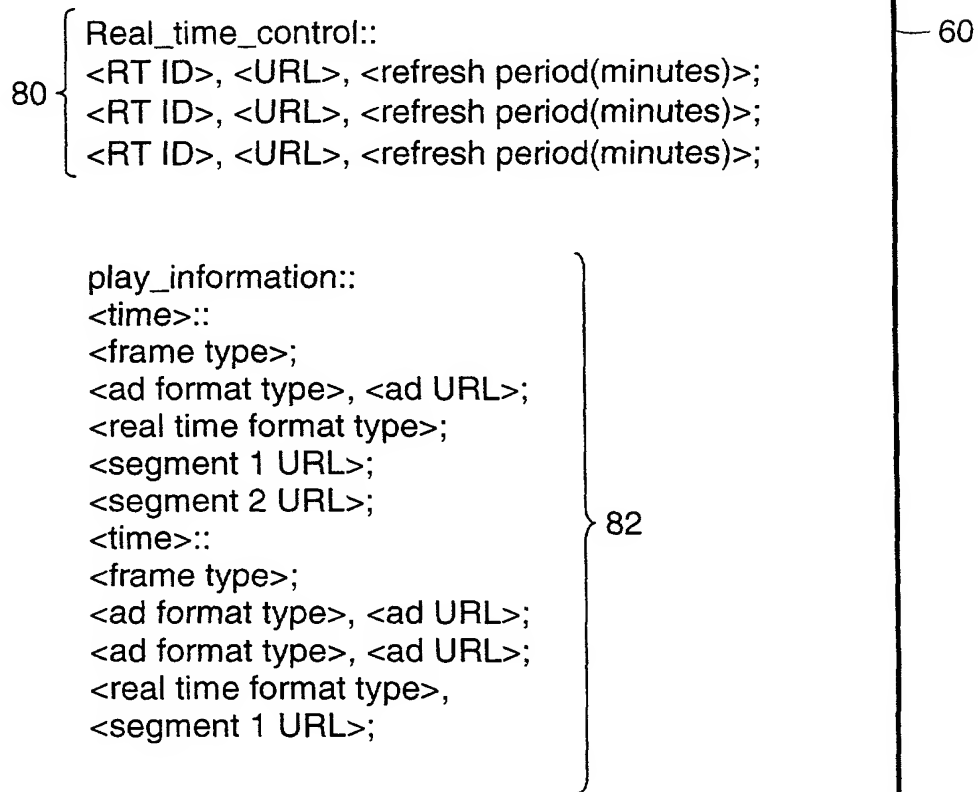 Real_time_control::
60
<RT ID>, <URL>, <refresh period(minutes)>;
80
<RT ID>, <URL>, <refresh period(minutes)>;
<RT ID>, <URL>, <refresh period(minutes)>;
play_information::
<time>::
<frame type>;
<ad format type>, <ad URL>;
<real time format type>;
<segment 1 URL>;
<segment 2 URL>;
82
<time>::
<frame type>;
<ad format type>, <ad URL>;
<ad format type>, <ad URL>;
<real time format type>,
<segment 1 URL>;